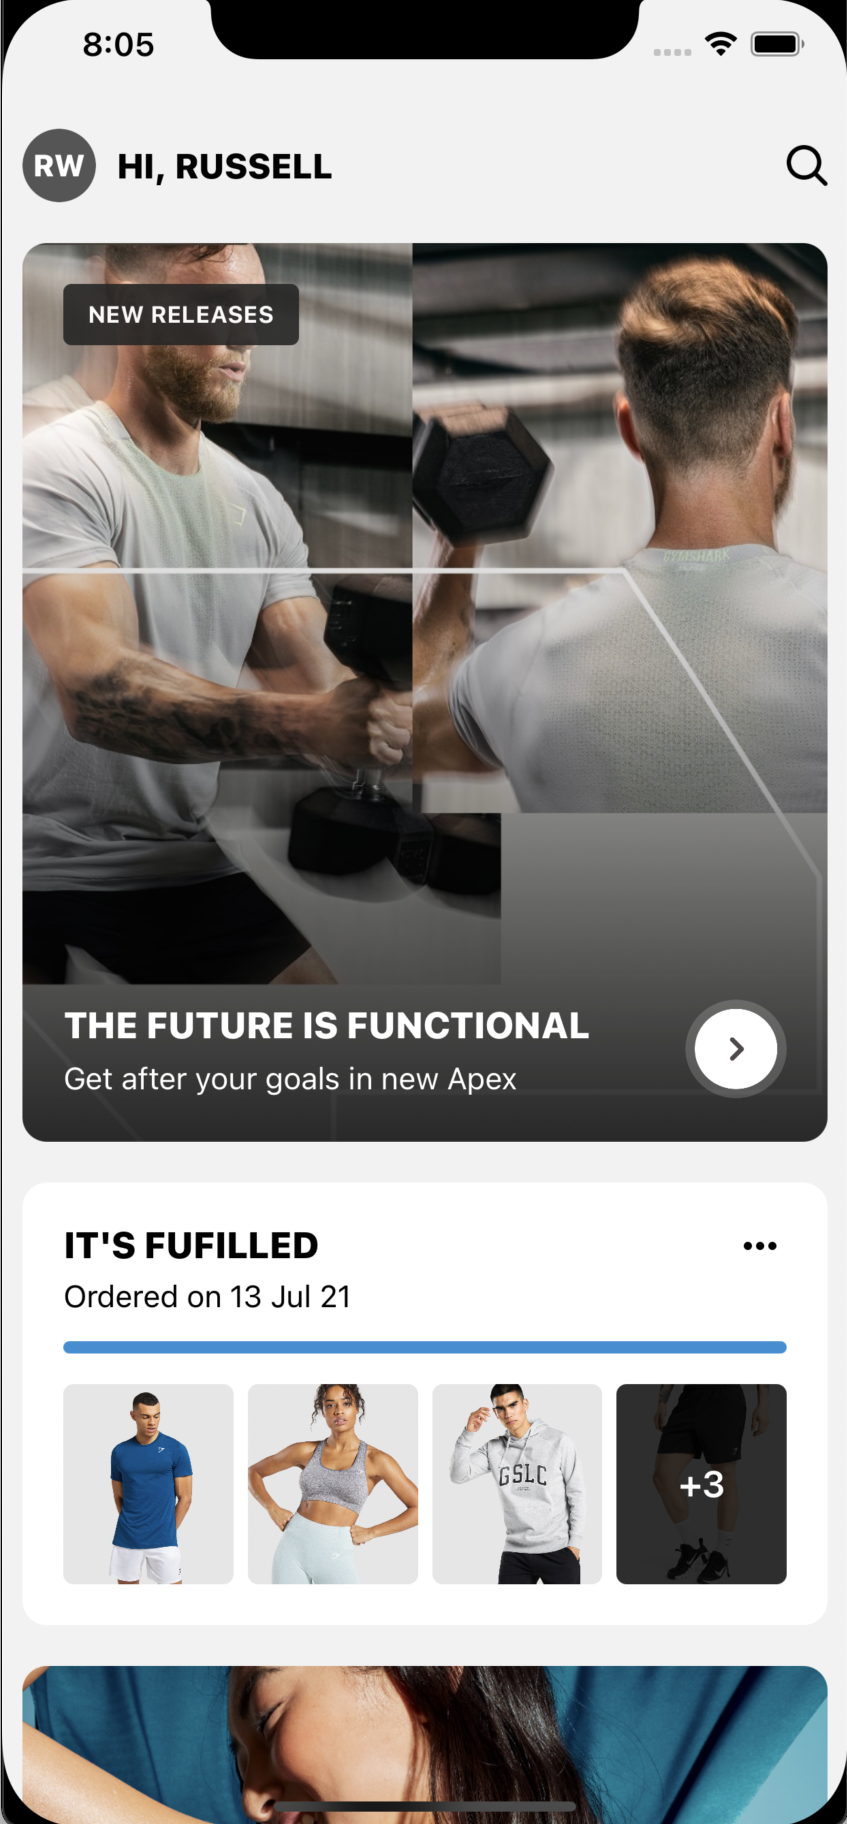 8:05
RW
HI, RUSSELL
NEW RELEASES
GYMSHARK
THE FUTURE IS FUNCTIONAL
Get after your goals in new Apex
IT'S FUFILLED
Ordered on 13 Jul 21
GSLC
+3